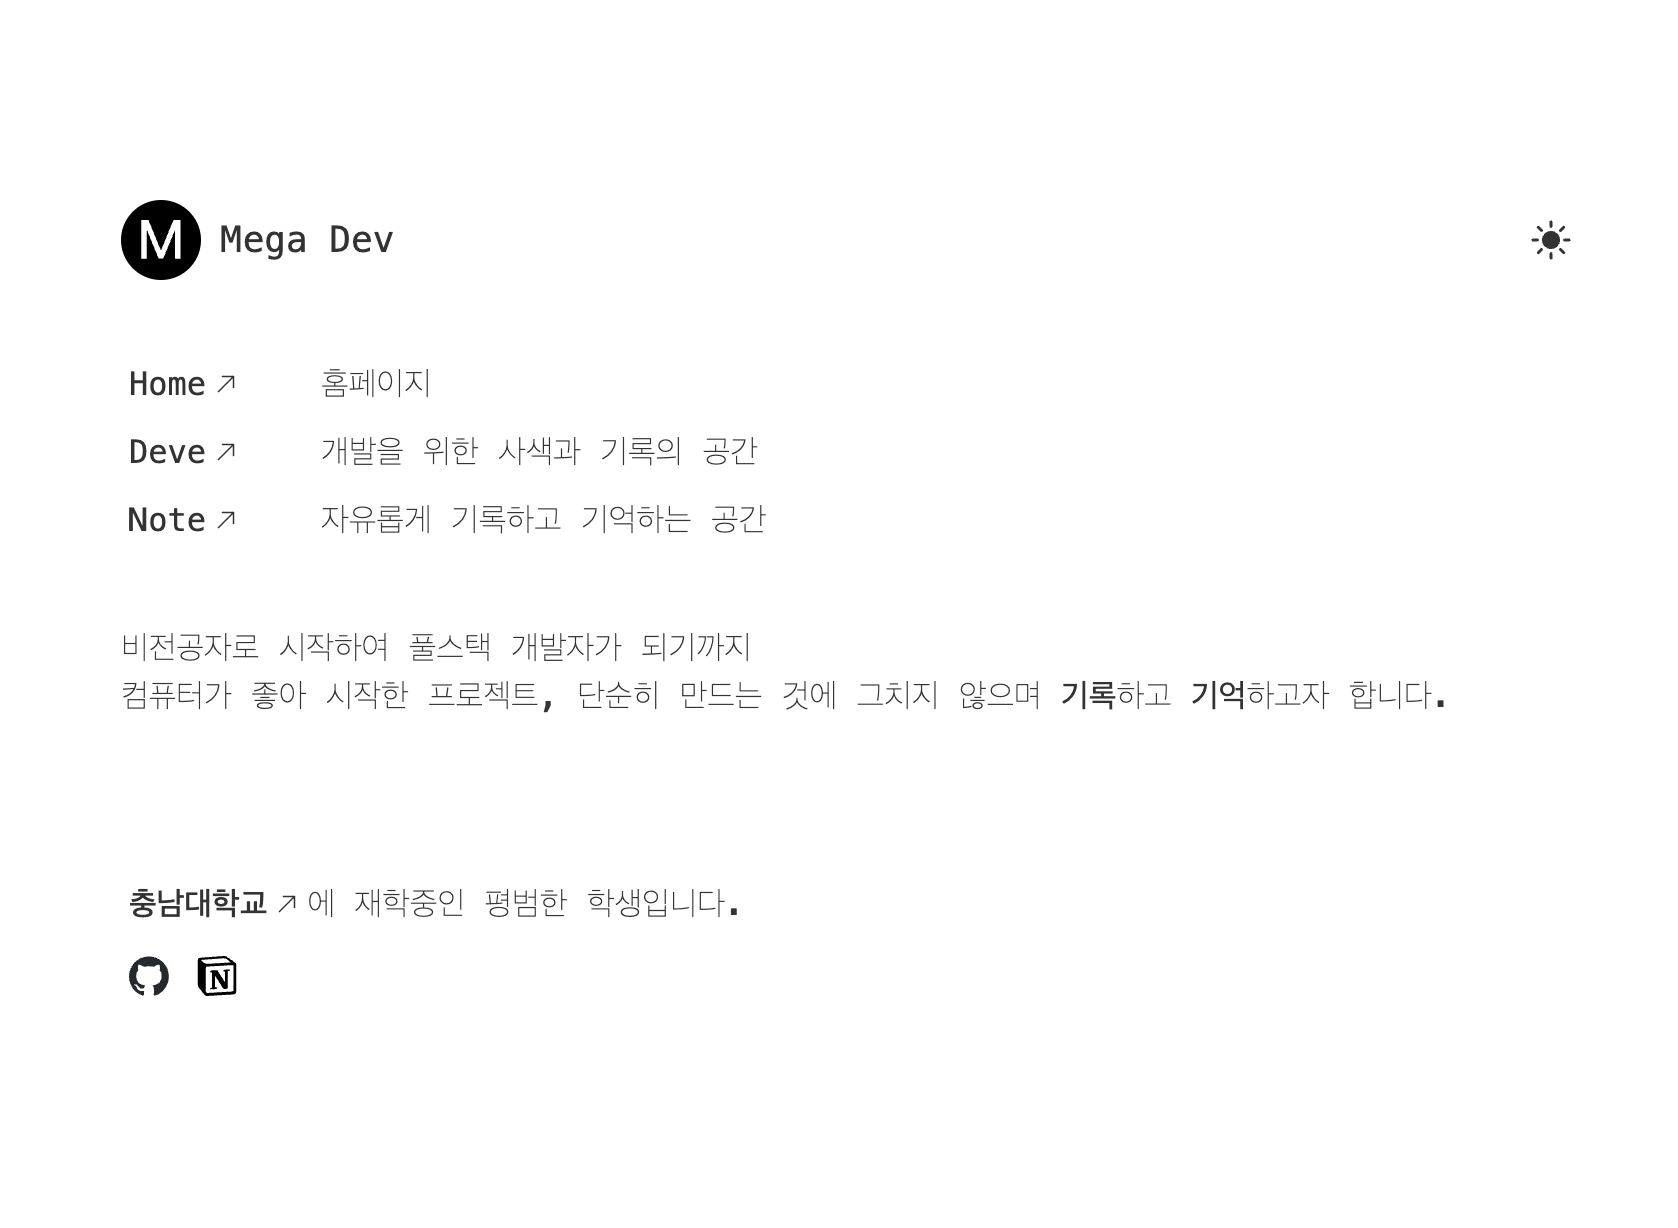 M Mega Dev
Home ↗ 홈페이지
Deve ↗ 개발을 위한 사색과 기록의 공간
Note ↗ 자유롭게 기록하고 기억하는 공간
비전공자로 시작하여 풀스택 개발자가 되기까지
컴퓨터가 좋아 시작한 프로젝트, 단순히 만드는 것에 그치지 않으며 기록하고 기억하고자 합니다.
충남대학교 ↗ 에 재학중인 평범한 학생입니다.
N